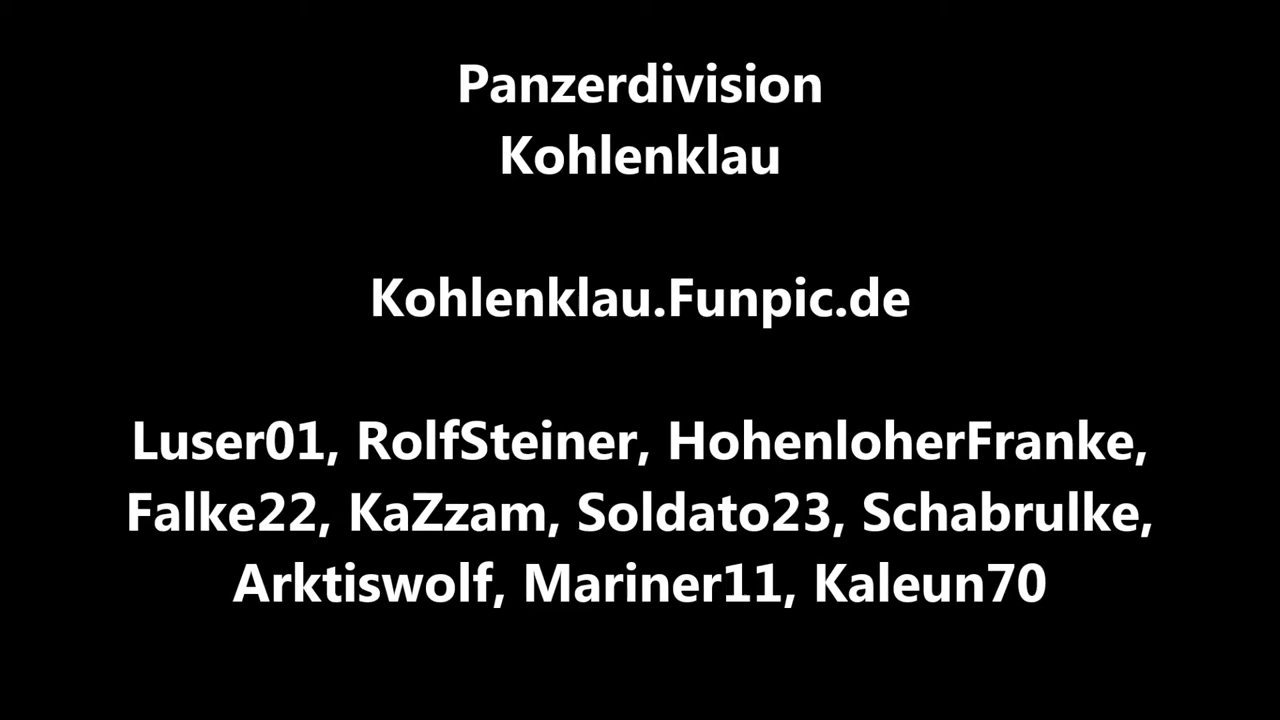 Panzerdivision
Kohlenklau
Kohlenklau.Funpic.de
Luser01, RolfSteiner, HohenloherFranke,
Falke22, KaZzam, Soldato23, Schabrulke,
Arktiswolf, Mariner11, Kaleun70